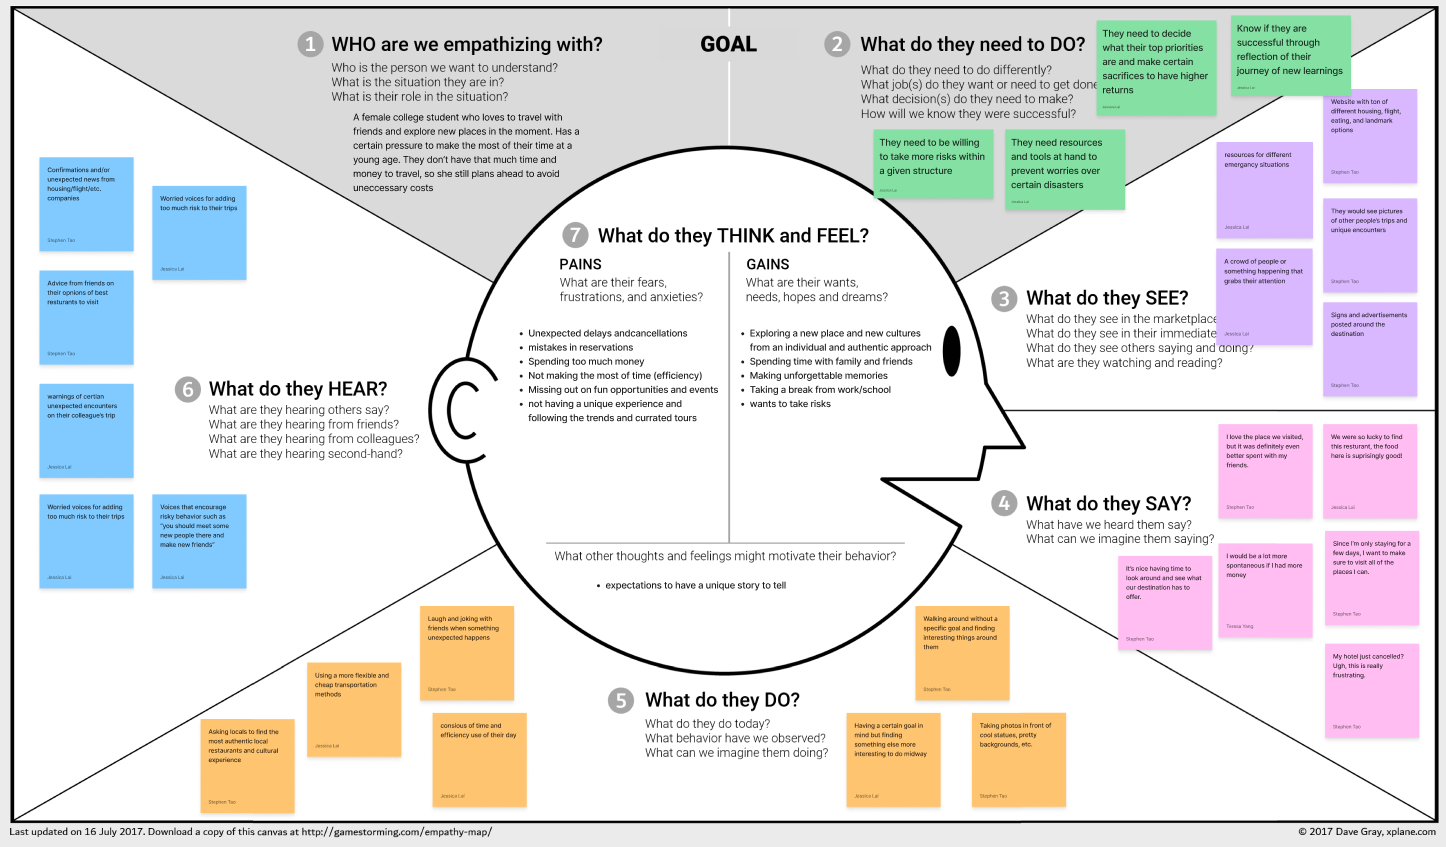 GOAL
1 WHO are we empathizing with?
Who is the person we want to understand?
What is the situation they are in?
What is their role in the situation?
A female college student who loves to travel with
friends and explore new places in the moment. Has a
certain pressure to make the most of their time at a
young age. They don't have that much time and
money to travel, so she still plans ahead to avoid
uneccessary costs
2 What do they need to DO?
What do they need to do differently?
What job(s) do they want or need to get done
What decision(s) do they need to make?
How will we know they were successful?
They need to decide
what their top priorities
are and make certain
sacrifices to have higher
returns
Jessica Lal
Know if they are
successful through
reflection of their
journey of new learnings
Jessica Lal
They need to be willing
to take more risks within
a given structure
Jessica Lal
They need resources
and tools at hand to
prevent worries over
certain disasters
Jessica Lal
3 What do they SEE?
What do they see in the marketplace
What do they see in their immediate
What do they see others saying and doing?
What are they watching and reading?
Website with ton of
different housing, flight,
eating, and landmark
options
Stephen Tao
resources for different
emergancy situations
Jessica Lal
They would see pictures
of other people's trips and
unique encounters
Stephen Tao
A crowd of people or
something happening that
grabs their attention
Jessica Lal
Signs and advertisements
posted around the
destination
Stephen Tao
4 What do they SAY?
What have we heard them say?
What can we imagine them saying?
I love the place we visited,
but it was definitely even
better spent with my
friends.
Stephen Tao
We were so lucky to find
this resturant, the food
here is suprisingly good!
Jessica Lal
It's nice having time to
look around and see what
our destination has to
offer.
Stephen Tao
I would be a lot more
spontaneous if I had more
money
Teresa Yang
Since I'm only staying for a
few days, I want to make
sure to visit all of the
places I can.
Stephen Tao
My hotel just cancelled?
Ugh, this is really
frustrating.
Stephen Tao
5 What do they DO?
What do they do today?
What behavior have we observed?
What can we imagine them doing?
Laugh and joking with
friends when something
unexpected happens
Stephen Tao
Using a more flexible and
cheap transportation
methods
Jessica Lal
Asking locals to find the
most authentic local
restaurants and cultural
experience
Stephen Tao
consious of time and
efficiency use of their day
Jessica Lal
Walking around without a
specific goal and finding
interesting things around
them
Stephen Tao
Having a certain goal in
mind but finding
something else more
interesting to do midway
Jessica Lal
Taking photos in front of
cool statues, protty
backgrounds, etc.
Stephen Tao
6 What do they HEAR?
What are they hearing others say?
What are they hearing from friends?
What are they hearing from colleagues?
What are they hearing second-hand?
Confirmations and/or
unexpected news from
housing/flight/etc.
companies
Stephen Tao
Worried voices for adding
too much risk to their trips
Jessica Lal
Advice from friends on
their opnions of best
resturants to visit
Stephen Tao
warnings of certian
unexpected encounters
on their colleague's trip
Jessica Lal
Worried voices for adding
too much risk to their trips
Jessica Lal
Voices that encourage
risky behavior such as
"you should meet some
new people there and
make new friends"
Jessica Lal
7 What do they THINK and FEEL?
PAINS
What are their fears,
frustrations, and anxieties?
• Unexpected delays andcancellations
• mistakes in reservations
• Spending too much money
• Not making the most of time (efficiency)
• Missing out on fun opportunities and events
• not having a unique experience and
following the trends and currated tours
GAINS
What are their wants,
needs, hopes and dreams?
• Exploring a new place and new cultures
from an individual and authentic approach
• Spending time with family and friends
• Making unforgettable memories
• Taking a break from work/school
• wants to take risks
What other thoughts and feelings might motivate their behavior?
• expectations to have a unique story to tell
Last updated on 16 July 2017. Download a copy of this canvas at http://gamestorming.com/empathy-map/
© 2017 Dave Gray, xplane.com